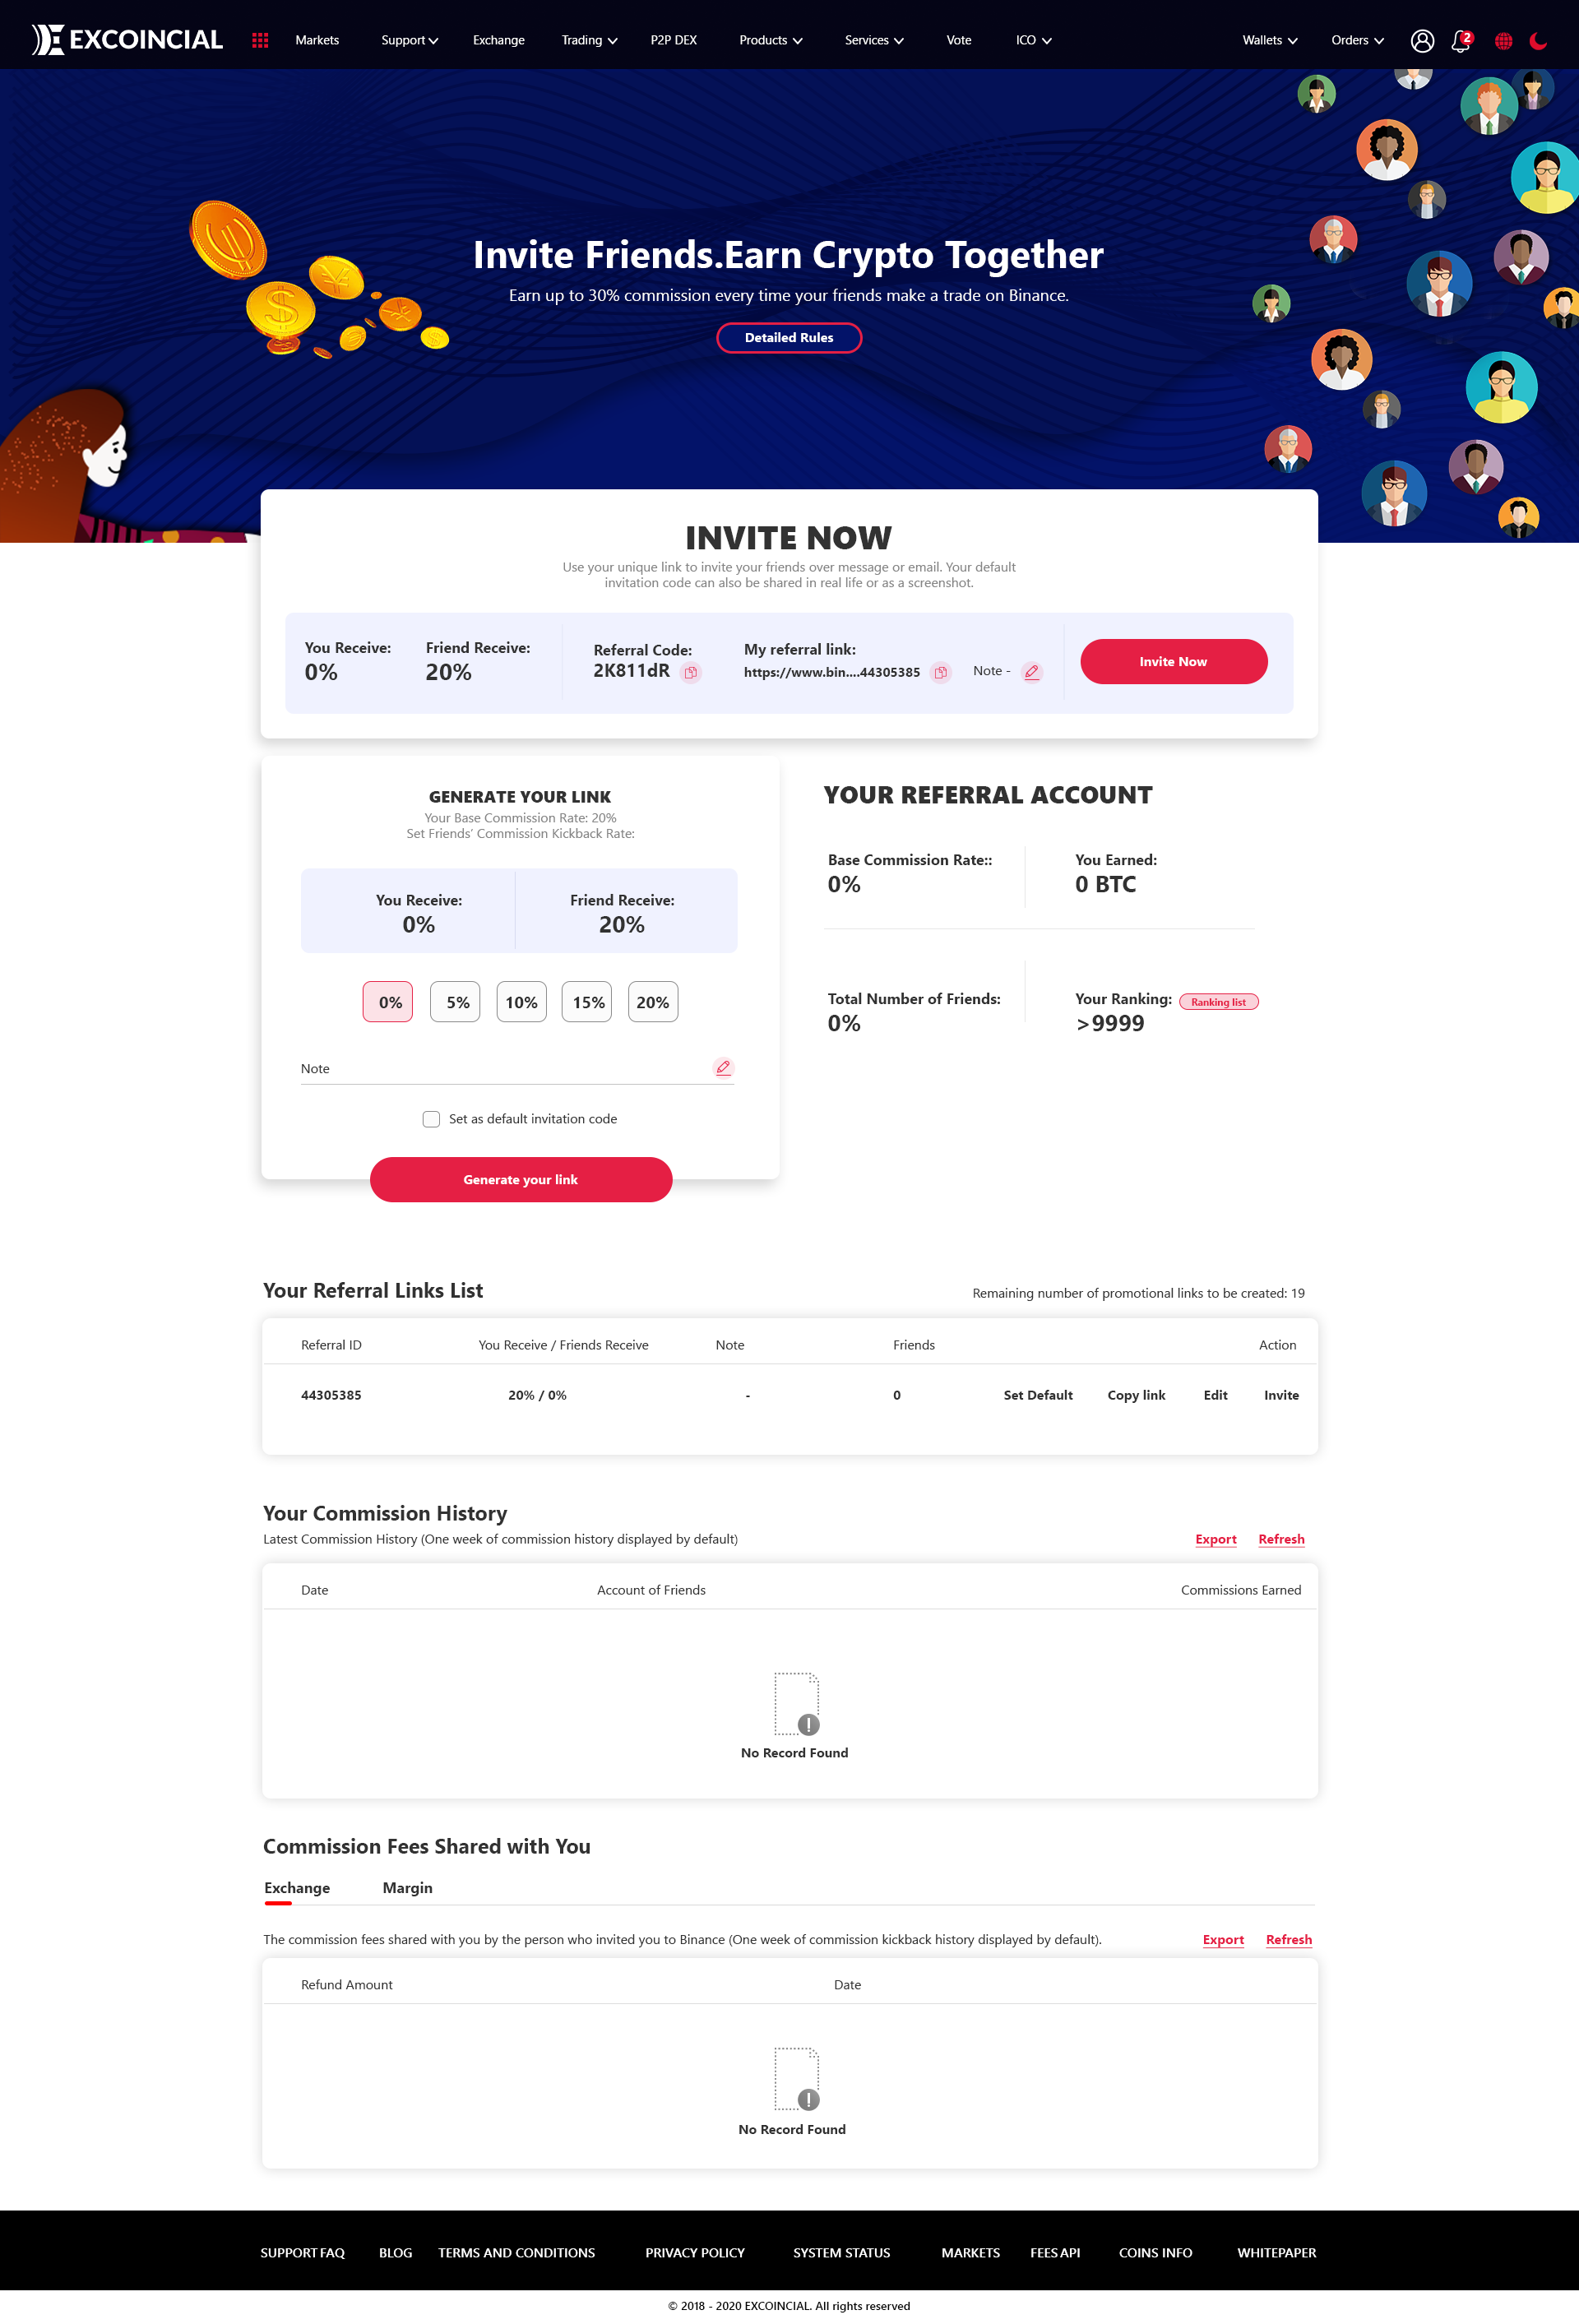 EXCOINCIAL Markets Support Exchange Trading P2P DEX Products Services Vote ICO Wallets Orders 2
Invite Friends.Earn Crypto Together
Earn up to 30% commission every time your friends make a trade on Binance.
Detailed Rules
INVITE NOW
Use your unique link to invite your friends over message or email. Your default
invitation code can also be shared in real life or as a screenshot.
You Receive: Friend Receive: Referral Code: My referral link:
0% 20% 2K811dR https://www.bin....44305385 Note - Invite Now
GENERATE YOUR LINK
Your Base Commission Rate: 20%
Set Friends’ Commission Kickback Rate:
You Receive: Friend Receive:
0% 20%
0% 5% 10% 15% 20%
Note
Set as default invitation code
Generate your link
YOUR REFERRAL ACCOUNT
Base Commission Rate:: You Earned:
0% 0 BTC
Total Number of Friends: Your Ranking: Ranking list
0% >9999
Your Referral Links List Remaining number of promotional links to be created: 19
Referral ID You Receive / Friends Receive Note Friends Action
44305385 20% / 0% - 0 Set Default Copy link Edit Invite
Your Commission History
Latest Commission History (One week of commission history displayed by default) Export Refresh
Date Account of Friends Commissions Earned
No Record Found
Commission Fees Shared with You
Exchange Margin
The commission fees shared with you by the person who invited you to Binance (One week of commission kickback history displayed by default). Export Refresh
Refund Amount Date
No Record Found
SUPPORT FAQ BLOG TERMS AND CONDITIONS PRIVACY POLICY SYSTEM STATUS MARKETS FEES API COINS INFO WHITEPAPER
© 2018 - 2020 EXCOINCIAL. All rights reserved